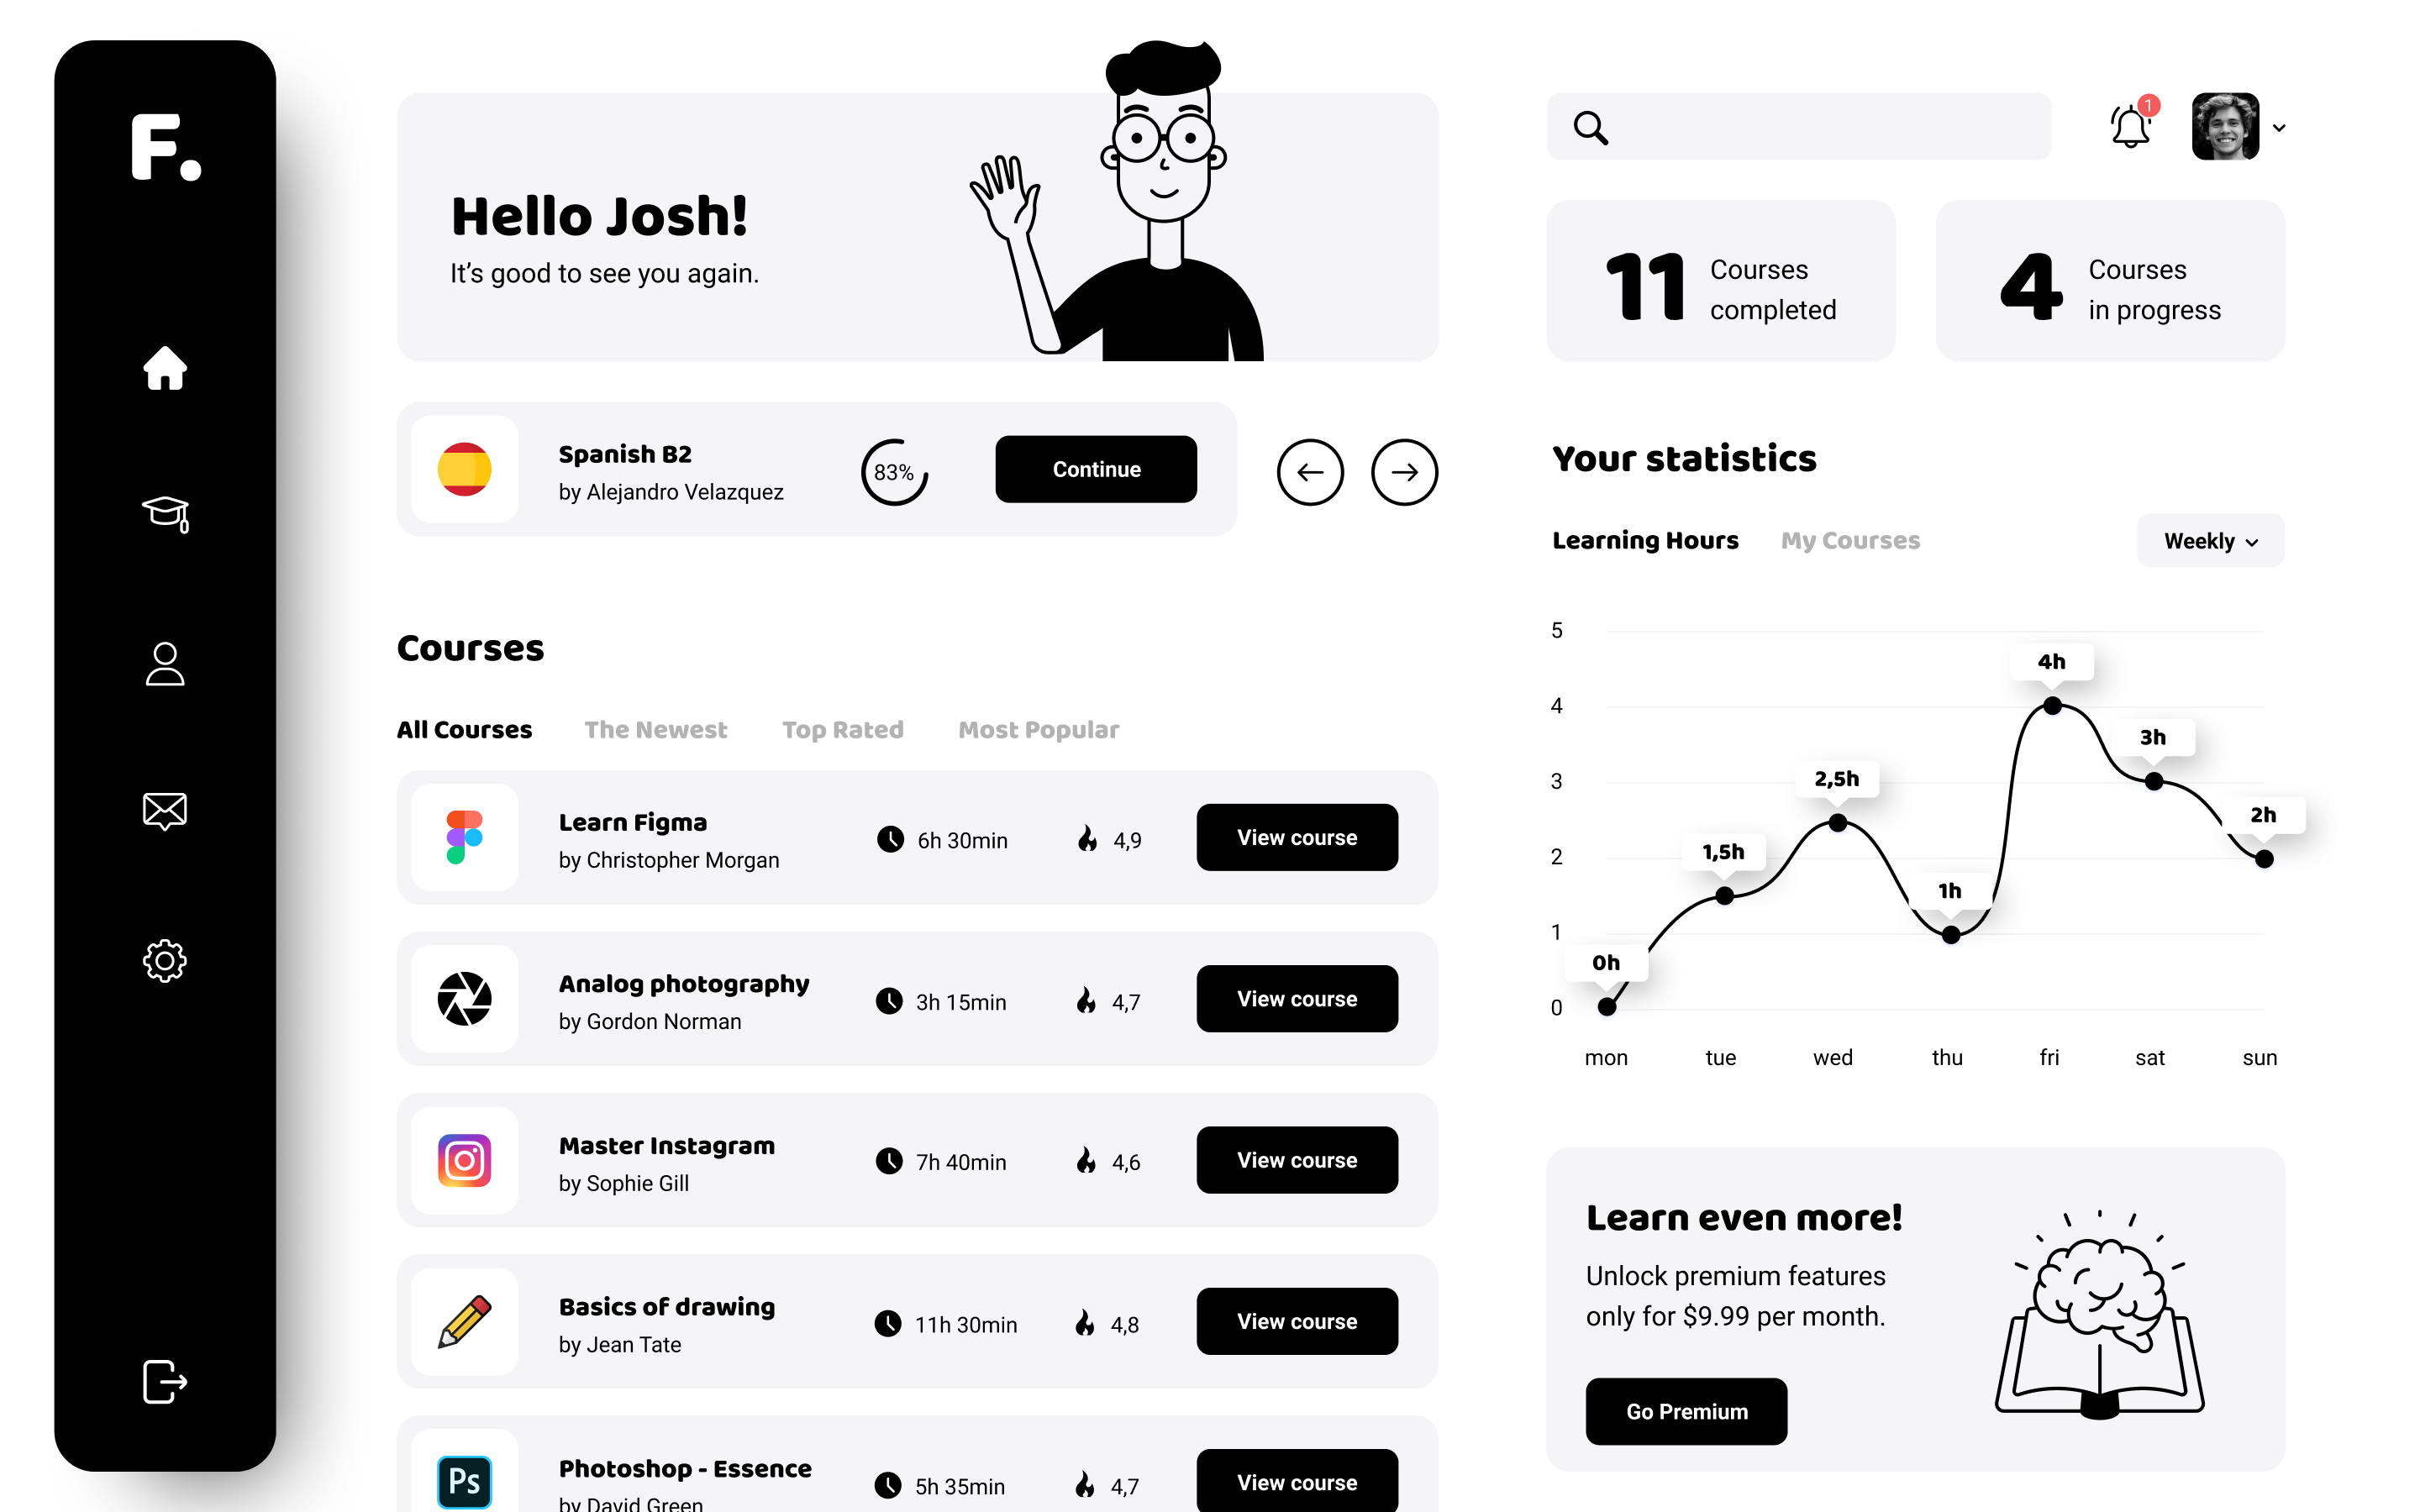 F.
Hello Josh!
It's good to see you again.
Spanish B2
by Alejandro Velazquez
83%
Continue
Courses
All Courses The Newest Top Rated Most Popular
Learn Figma
by Christopher Morgan
6h 30min
4,9
View course
Analog photography
by Gordon Norman
3h 15min
4,7
View course
Master Instagram
by Sophie Gill
7h 40min
4,6
View course
Basics of drawing
by Jean Tate
11h 30min
4,8
View course
Ps
Photoshop - Essence
by David Green
5h 35min
4,7
View course
1
11
Courses
completed
4
Courses
in progress
Your statistics
Learning Hours My Courses
Weekly
5
4
3
2
1
0
0h
1,5h
2,5h
1h
4h
3h
2h
mon tue wed thu fri sat sun
Learn even more!
Unlock premium features
only for $9.99 per month.
Go Premium